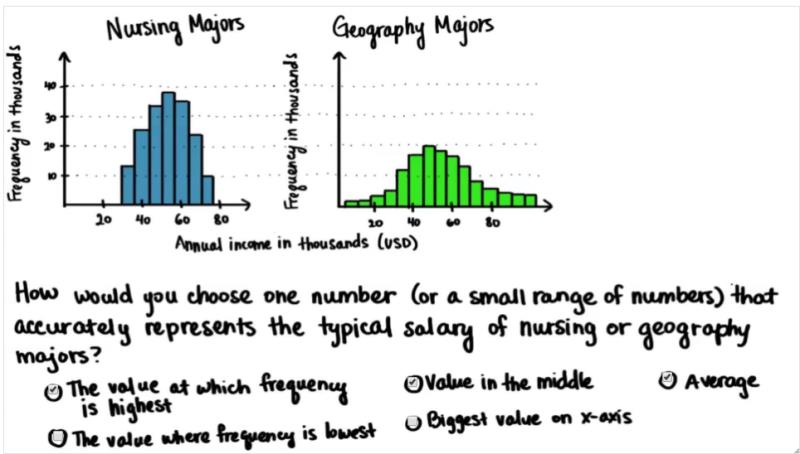 Nursing Majors
Geography Majors
Frequency in thousands
40
30
20
10
20 40 60 80
Frequency in thousands
20 40 60 80
Annual income in thousands (USD)
How would you choose one number (or a small range of numbers) that
accurately represents the typical salary of nursing or geography
majors?
The value at which frequency
is highest
Value in the middle
Average
The value where frequency is lowest
Biggest value on x-axis